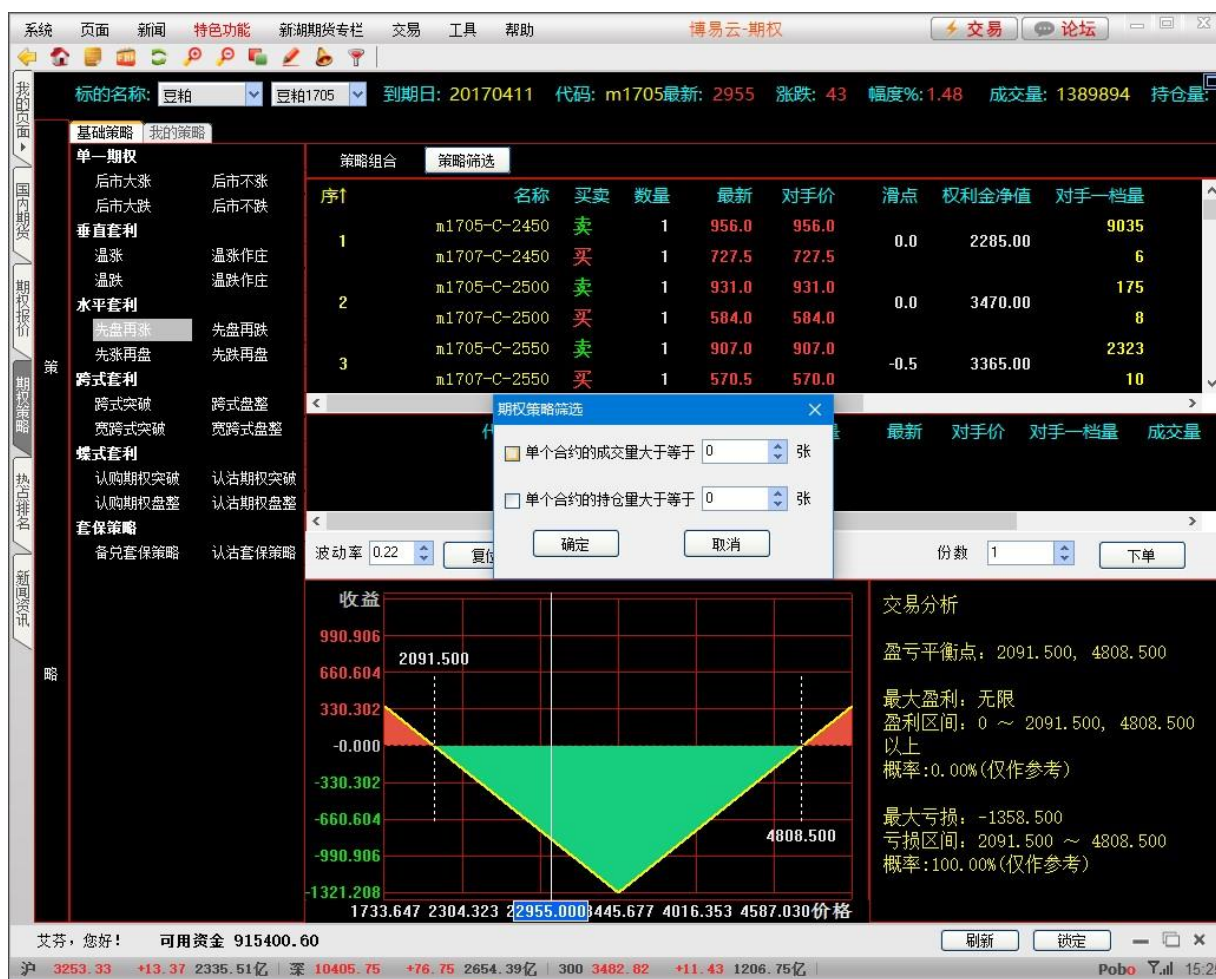 系统 页面 新闻 特色功能 新湖期货专栏 交易 工具 帮助 博易云-期权 交易 论坛
标的名称: 豆粕 豆粕1705 到期日: 20170411 代码: m1705最新: 2955 涨跌: 43 幅度%:1.48 成交量: 1389894 持仓量:
我的页面
国内期货
期权报价
期权策略
热点排名
新闻资讯
策
略
基础策略 我的策略
单一期权
后市大涨 后市不涨
后市大跌 后市不跌
垂直套利
温涨 温涨作庄
温跌 温跌作庄
水平套利
先盘再涨 先盘再跌
先涨再盘 先跌再盘
跨式套利
跨式突破 跨式盘整
宽跨式突破 宽跨式盘整
蝶式套利
认购期权突破 认沽期权突破
认购期权盘整 认沽期权盘整
套保策略
备兑套保策略 认沽套保策略
策略组合 策略筛选
序↑ 名称 买卖 数量 最新 对手价 滑点 权利金净值 对手一档量
1 m1705-C-2450 卖 1 956.0 956.0 0.0 2285.00 9035
m1707-C-2450 买 1 727.5 727.5 6
2 m1705-C-2500 卖 1 931.0 931.0 0.0 3470.00 175
m1707-C-2500 买 1 584.0 584.0 8
3 m1705-C-2550 卖 1 907.0 907.0 -0.5 3365.00 2323
m1707-C-2550 买 1 570.5 570.0 10
最新 对手价 对手一档量 成交量
期权策略筛选
单个合约的成交量大于等于 0 张
单个合约的持仓量大于等于 0 张
确定 取消
波动率 0.22 份数 1 下单
收益
990.906
660.604
330.302
-0.000
-330.302
-660.604
-990.906
-1321.208
2091.500
4808.500
1733.647 2304.323 2955.000 3445.677 4016.353 4587.030 价格
交易分析
盈亏平衡点: 2091.500, 4808.500
最大盈利: 无限
盈利区间: 0 ~ 2091.500, 4808.500
以上
概率:0.00%(仅作参考)
最大亏损: -1358.500
亏损区间: 2091.500 ~ 4808.500
概率:100.00%(仅作参考)
艾芬,您好! 可用资金 915400.60 刷新 锁定
沪 3253.33 +13.37 2335.51亿 深 10405.75 +76.75 2654.39亿 300 3482.82 +11.43 1206.75亿 Pobo